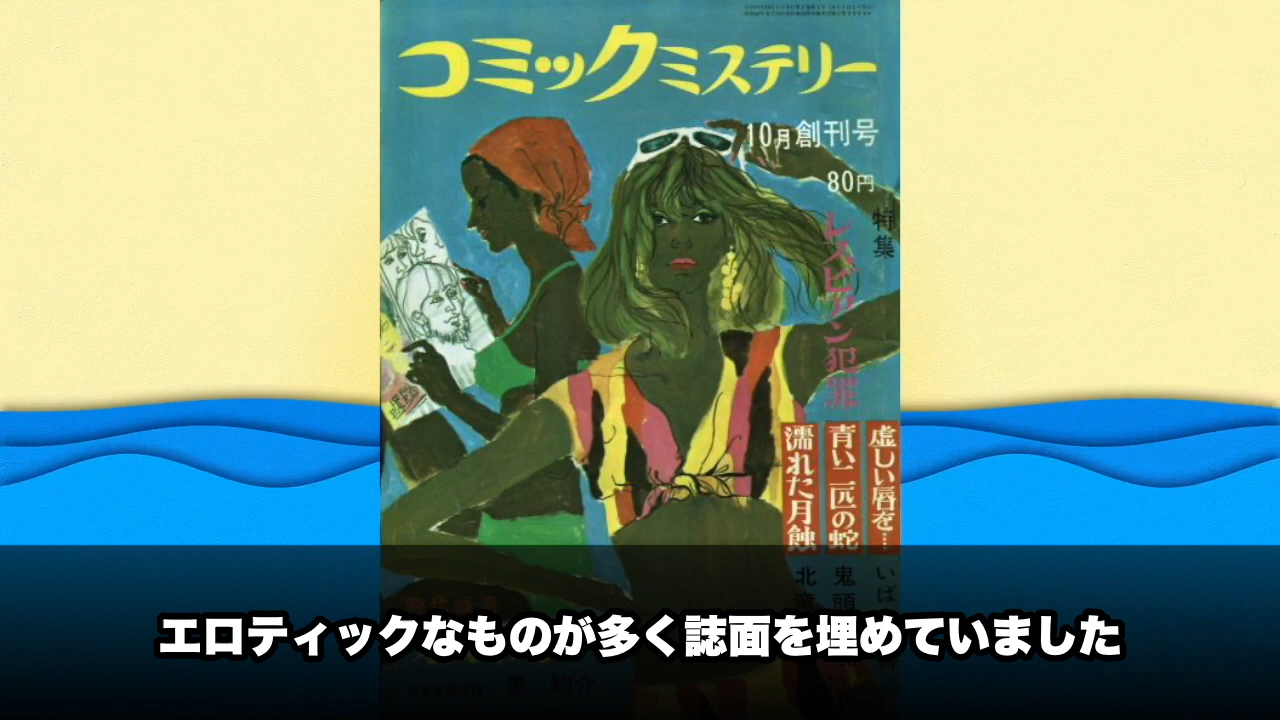 コミックミステリー
10月創刊号
80円
特集
レスビアン犯罪
虚しい唇を…
青い二匹の蛇
濡れた月蝕
いば
鬼頭
北竜
エロティックなものが多く誌面を埋めていました